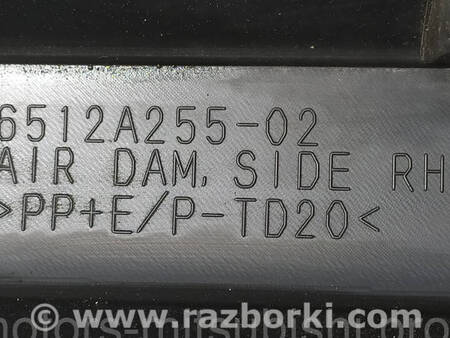 6512A255-02
AIR DAM, SIDE RH
>PP+E/P-TD20<
© www.razborki.com